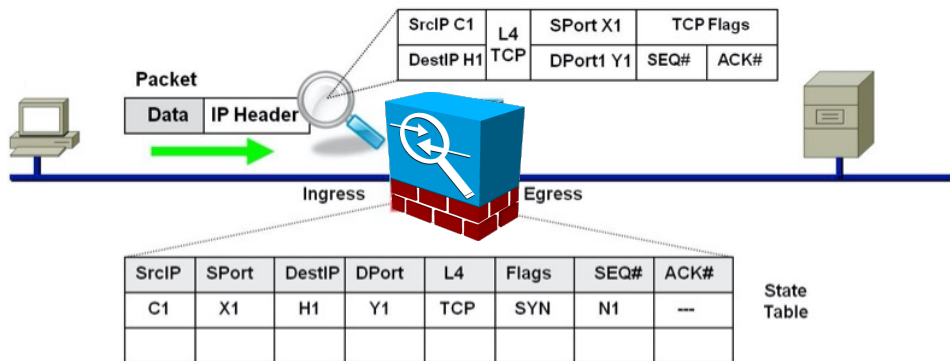 SrcIP C1 L4 TCP SPort X1 TCP Flags
DestIP H1 DPort1 Y1 SEQ# ACK#
Packet
Data IP Header
Ingress Egress
SrcIP SPort DestIP DPort L4 Flags SEQ# ACK#
C1 X1 H1 Y1 TCP SYN N1 ---
State
Table